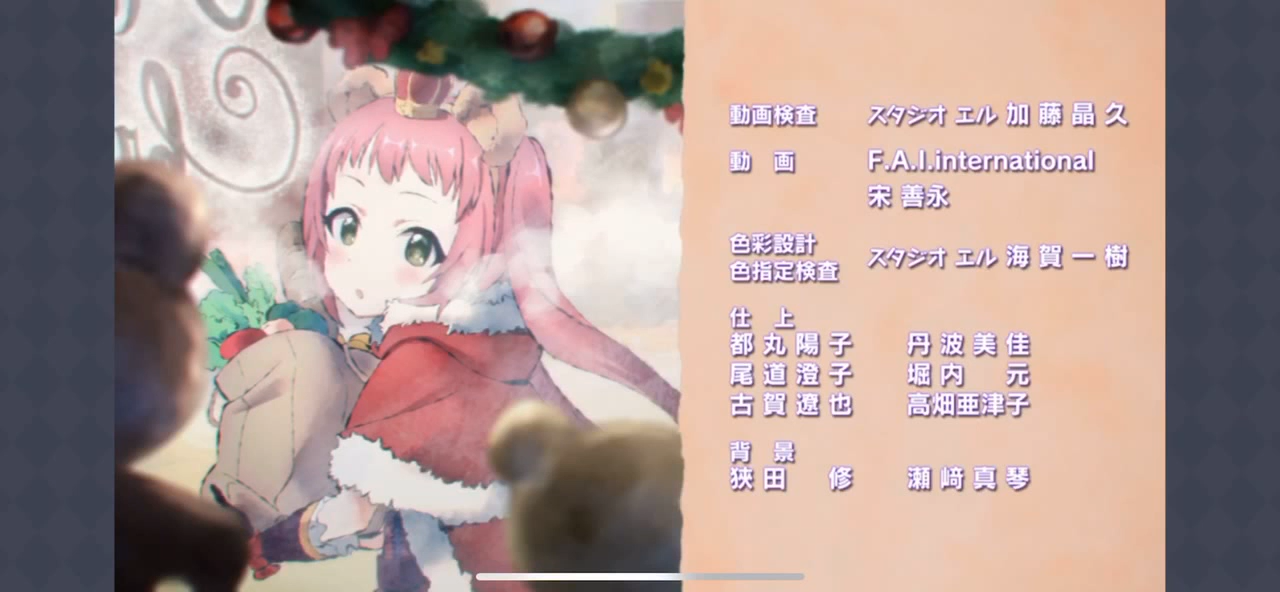 動画検査 スタジオ エル 加藤晶久
動画 F.A.I.international
宋 善永
色彩設計
色指定検査 スタジオ エル 海賀一樹
仕上
都丸陽子 丹波美佳
尾道澄子 堀内 元
古賀遼也 高畑亜津子
背景
狹田 修 瀬﨑真琴